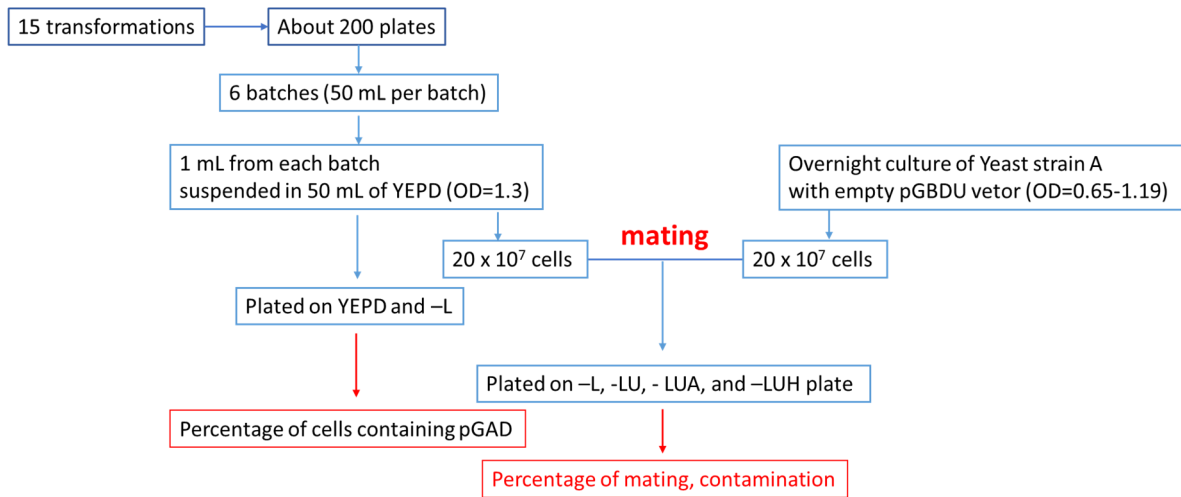 15 transformations
About 200 plates
6 batches (50 mL per batch)
1 mL from each batch
suspended in 50 mL of YEPD (OD=1.3)
Overnight culture of Yeast strain A
with empty pGBDU vetor (OD=0.65-1.19)
mating
20 x 10⁷ cells
20 x 10⁷ cells
Plated on YEPD and –L
Plated on –L, -LU, - LUA, and –LUH plate
Percentage of cells containing pGAD
Percentage of mating, contamination